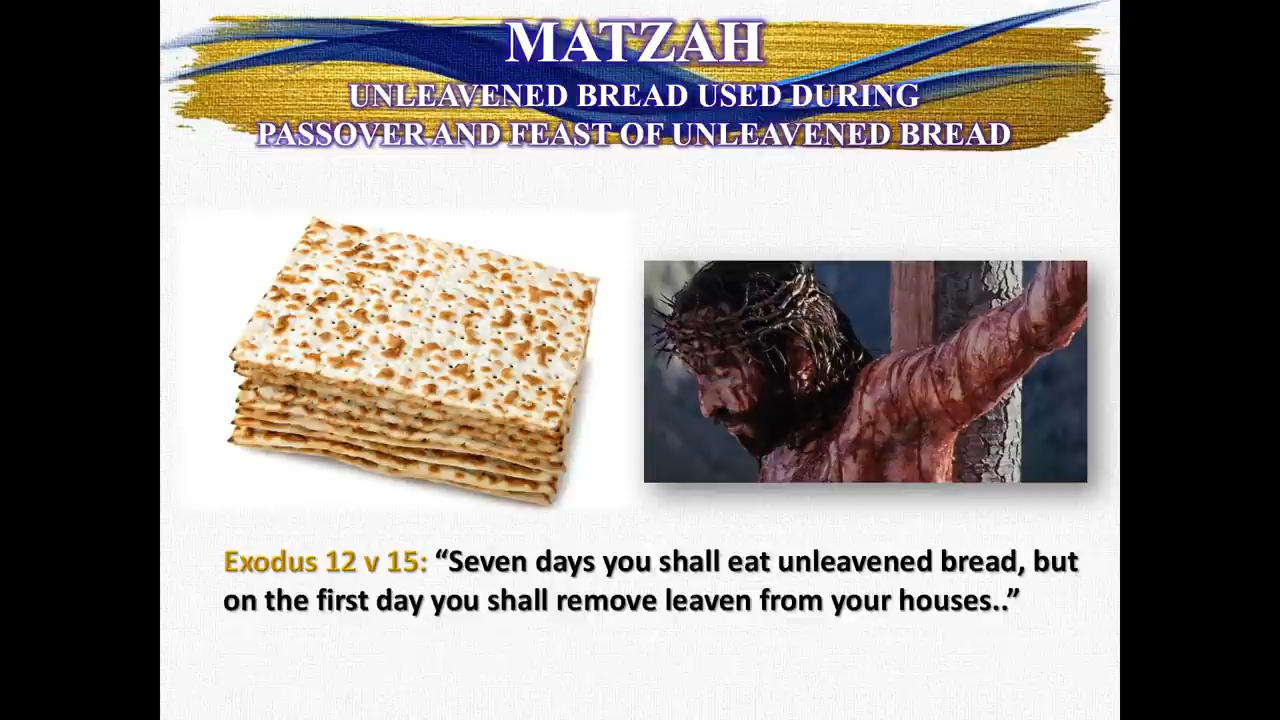 MATZAH
UNLEAVENED BREAD USED DURING
PASSOVER AND FEAST OF UNLEAVENED BREAD
Exodus 12 v 15: “Seven days you shall eat unleavened bread, but
on the first day you shall remove leaven from your houses..”